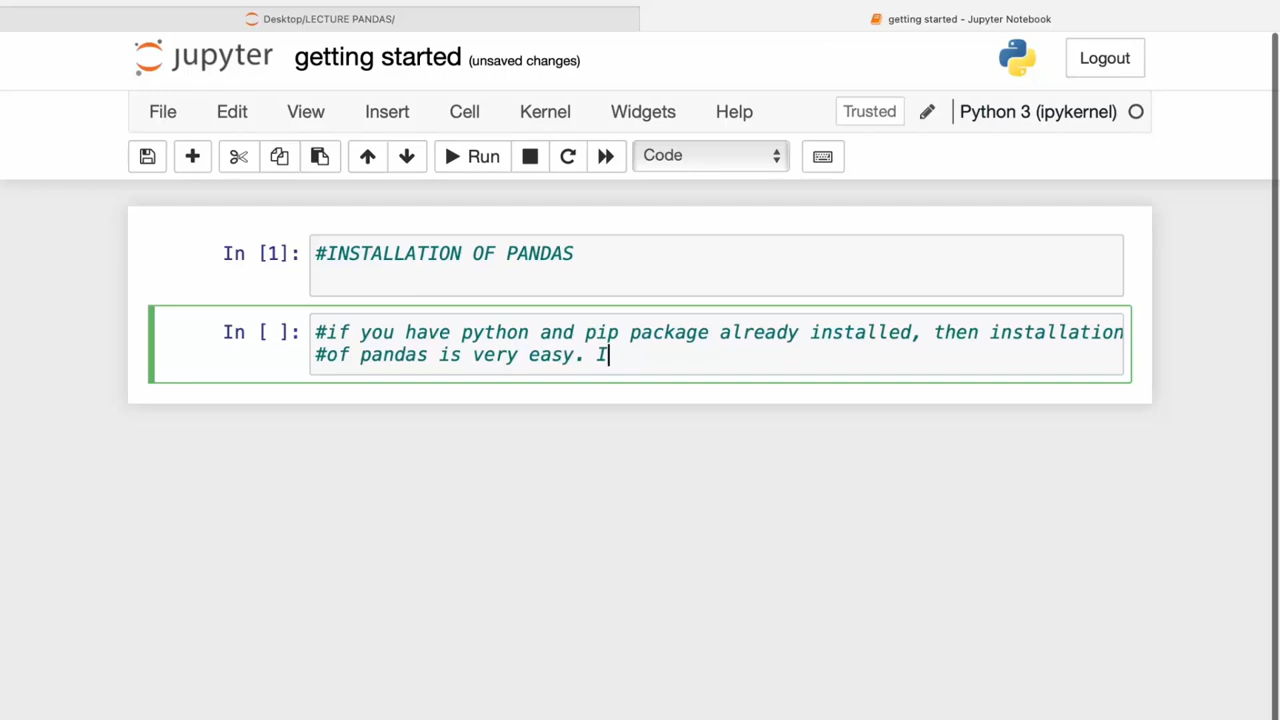 Desktop/LECTURE PANDAS/
getting started - Jupyter Notebook
jupyter getting started (unsaved changes)
Logout
File Edit View Insert Cell Kernel Widgets Help Trusted Python 3 (ipykernel)
Run Code
In [1]: #INSTALLATION OF PANDAS
In [ ]: #if you have python and pip package already installed, then installation
#of pandas is very easy. I